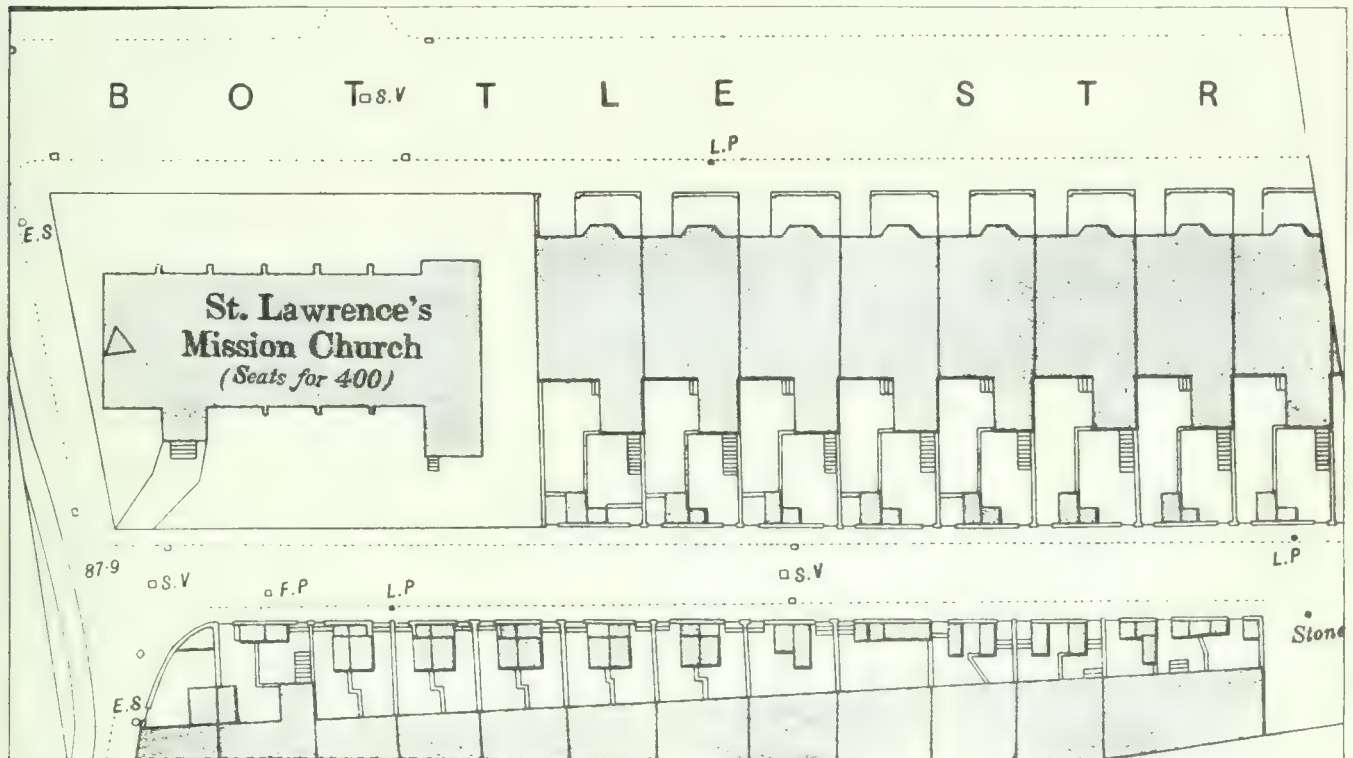 B O T T L E S T R
S.V
L.P
E.S
St. Lawrence's
Mission Church
(Seats for 400)
87·9
S.V
F.P
L.P
S.V
L.P
Stone
E.S